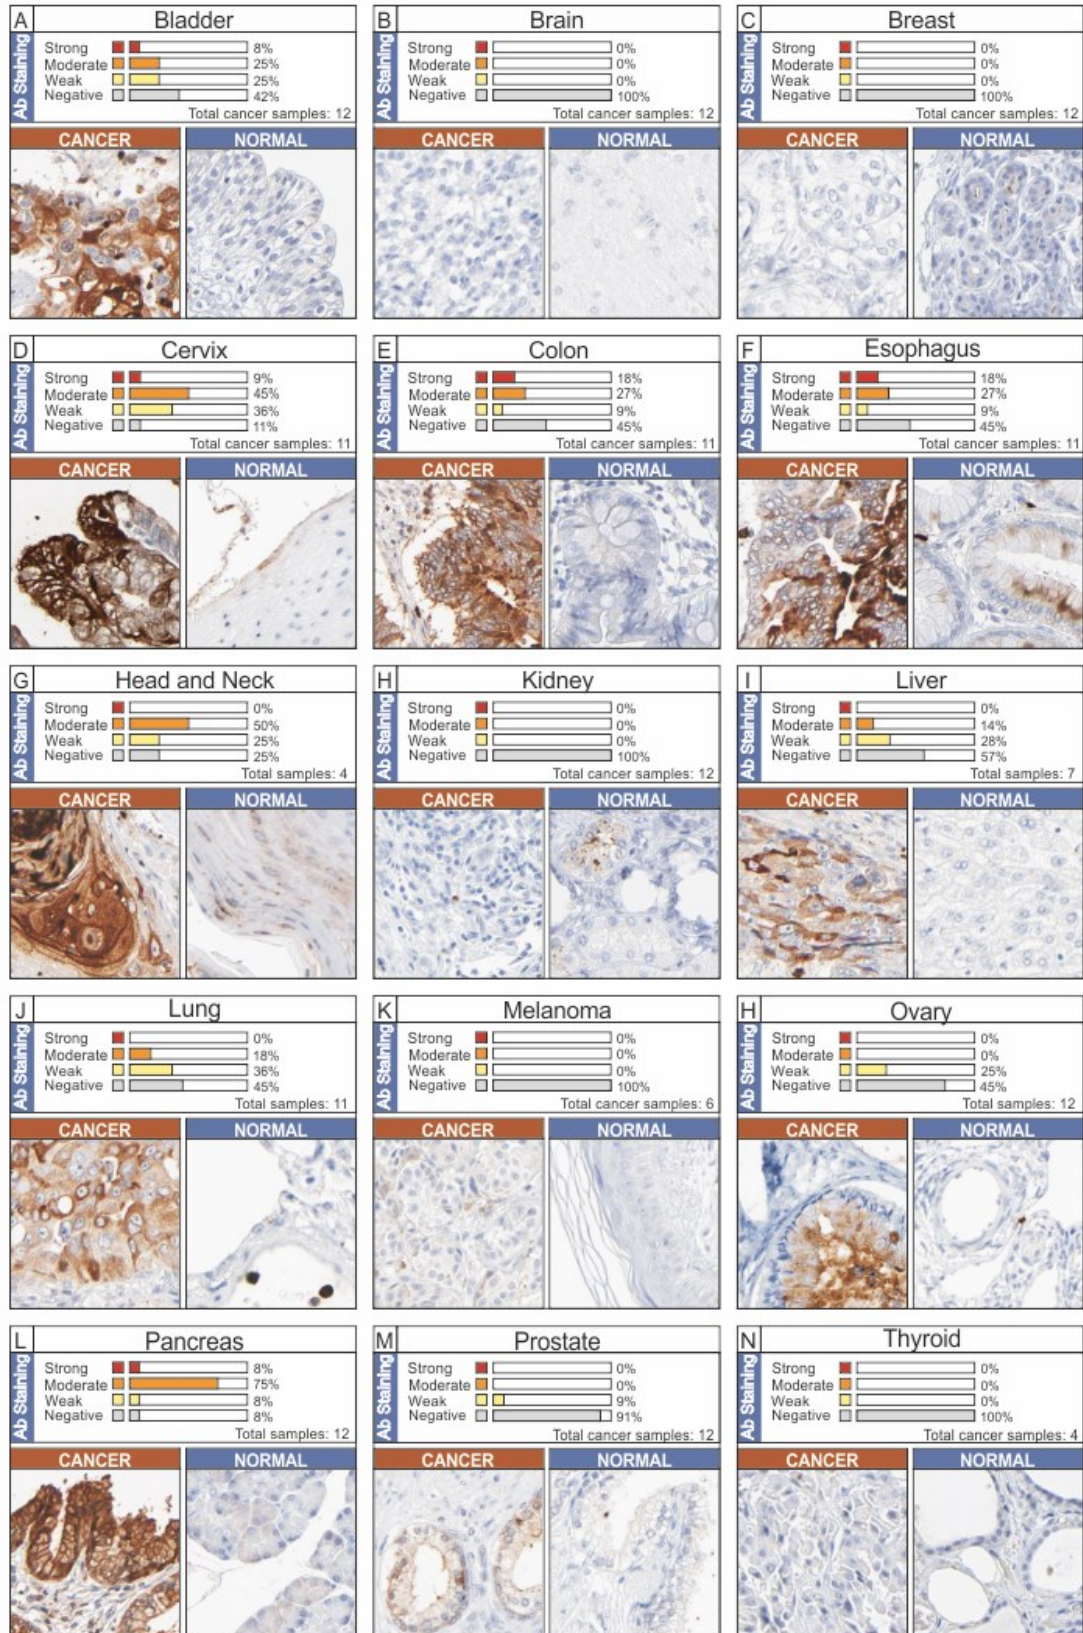 A Bladder
Ab Staining
Strong 8%
Moderate 25%
Weak 25%
Negative 42%
Total cancer samples: 12
CANCER NORMAL
B Brain
Ab Staining
Strong 0%
Moderate 0%
Weak 0%
Negative 100%
Total cancer samples: 12
CANCER NORMAL
C Breast
Ab Staining
Strong 0%
Moderate 0%
Weak 0%
Negative 100%
Total cancer samples: 12
CANCER NORMAL
D Cervix
Ab Staining
Strong 9%
Moderate 45%
Weak 36%
Negative 11%
Total cancer samples: 11
CANCER NORMAL
E Colon
Ab Staining
Strong 18%
Moderate 27%
Weak 9%
Negative 45%
Total cancer samples: 11
CANCER NORMAL
F Esophagus
Ab Staining
Strong 18%
Moderate 27%
Weak 9%
Negative 45%
Total cancer samples: 11
CANCER NORMAL
G Head and Neck
Ab Staining
Strong 0%
Moderate 50%
Weak 25%
Negative 25%
Total samples: 4
CANCER NORMAL
H Kidney
Ab Staining
Strong 0%
Moderate 0%
Weak 0%
Negative 100%
Total cancer samples: 12
CANCER NORMAL
I Liver
Ab Staining
Strong 0%
Moderate 14%
Weak 28%
Negative 57%
Total samples: 7
CANCER NORMAL
J Lung
Ab Staining
Strong 0%
Moderate 18%
Weak 36%
Negative 45%
Total samples: 11
CANCER NORMAL
K Melanoma
Ab Staining
Strong 0%
Moderate 0%
Weak 0%
Negative 100%
Total cancer samples: 6
CANCER NORMAL
H Ovary
Ab Staining
Strong 0%
Moderate 0%
Weak 25%
Negative 45%
Total samples: 12
CANCER NORMAL
L Pancreas
Ab Staining
Strong 8%
Moderate 75%
Weak 8%
Negative 8%
Total samples: 12
CANCER NORMAL
M Prostate
Ab Staining
Strong 0%
Moderate 0%
Weak 9%
Negative 91%
Total cancer samples: 12
CANCER NORMAL
N Thyroid
Ab Staining
Strong 0%
Moderate 0%
Weak 0%
Negative 100%
Total cancer samples: 4
CANCER NORMAL